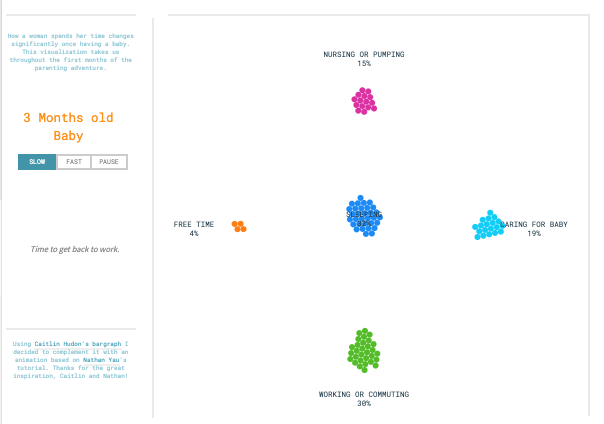 How a woman spends her time changes
significantly once having a baby.
This visualization takes us
throughout the first months of the
parenting adventure.
3 Months old
Baby
SLOW FAST PAUSE
Time to get back to work.
Using Caitlin Hudon's bargraph I
decided to complement it with an
animation based on Nathan Yau's
tutorial. Thanks for the great
inspiration, Caitlin and Nathan!
NURSING OR PUMPING
15%
SLEEPING
FREE TIME
4%
CARING FOR BABY
19%
WORKING OR COMMUTING
30%